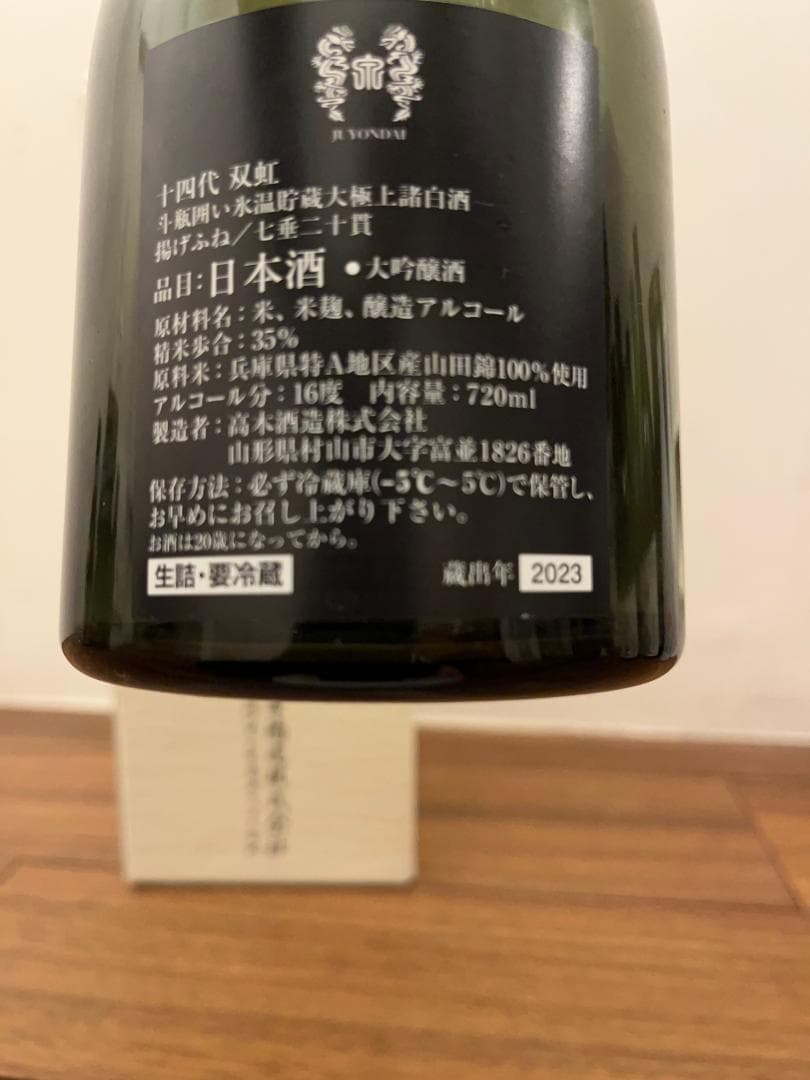 JUYONDAI
十四代 双虹
斗瓶囲い氷温貯蔵大極上諸白酒
揚げふね/七垂二十貫
品目:日本酒 ●大吟醸酒
原材料名:米、米麹、醸造アルコール
精米歩合:35%
原料米:兵庫県特A地区産山田錦100%使用
アルコール分:16度 内容量:720ml
製造者:高木酒造株式会社
山形県村山市大字富並1826番地
保存方法:必ず冷蔵庫(-5℃~5℃)で保管し、
お早めにお召し上がり下さい。
お酒は20歳になってから。
生詰・要冷蔵 蔵出年 2023